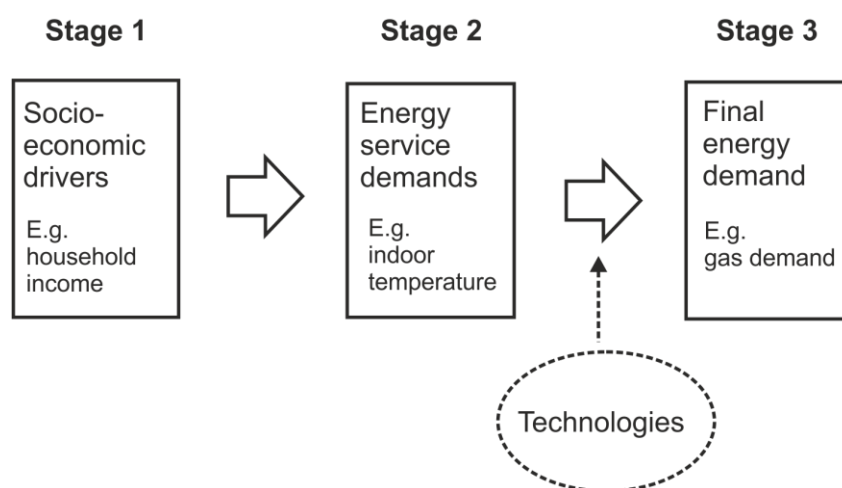 Stage 1
Stage 2
Stage 3
Socio-
economic
drivers
E.g.
household
income
Energy
service
demands
E.g.
indoor
temperature
Final
energy
demand
E.g.
gas demand
Technologies